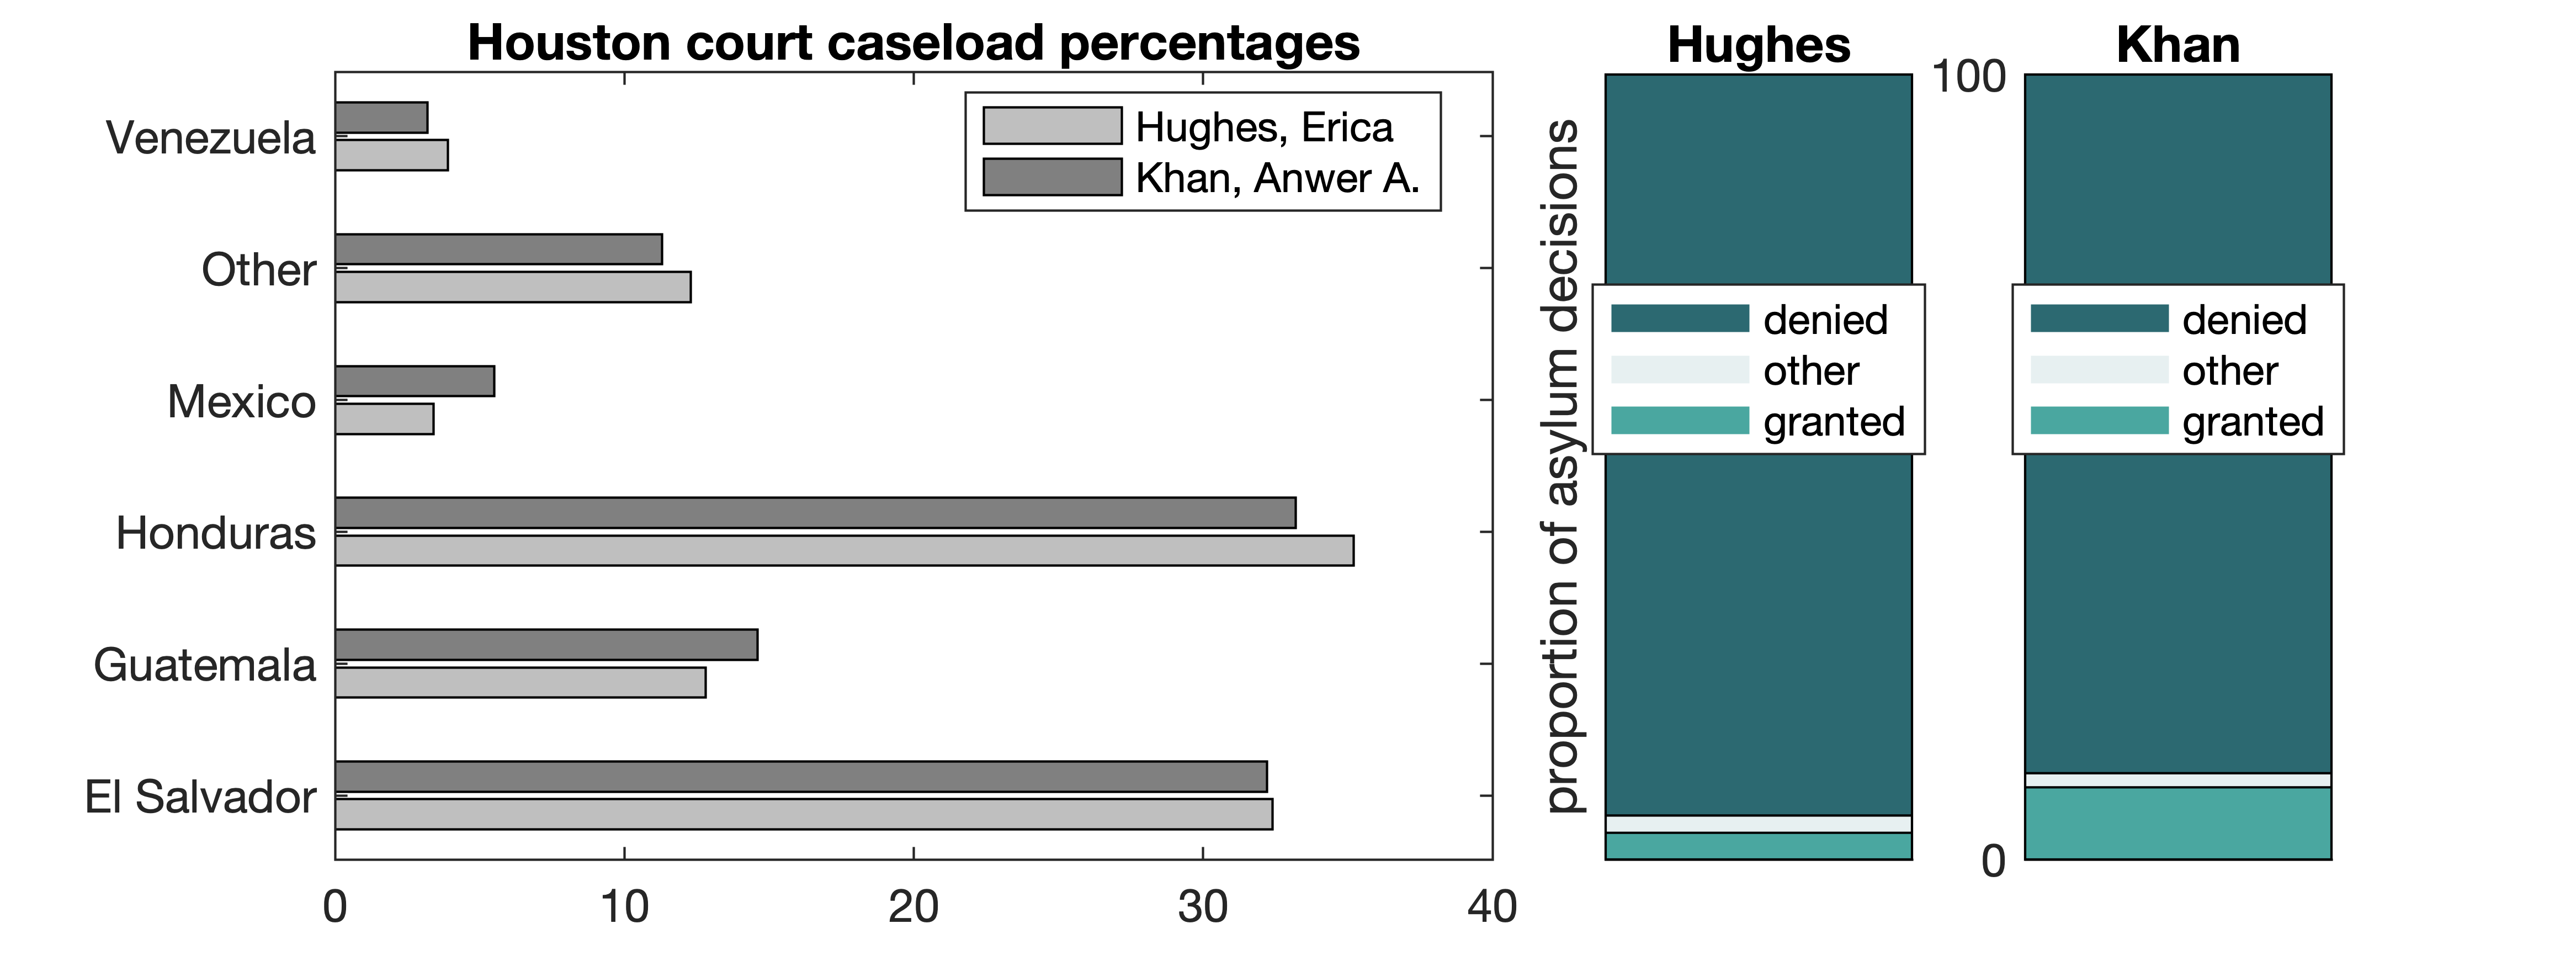 Houston court caseload percentages
Venezuela
Other
Mexico
Honduras
Guatemala
El Salvador
0 10 20 30 40
Hughes, Erica
Khan, Anwer A.
proportion of asylum decisions
Hughes
denied
other
granted
100
0
Khan
denied
other
granted